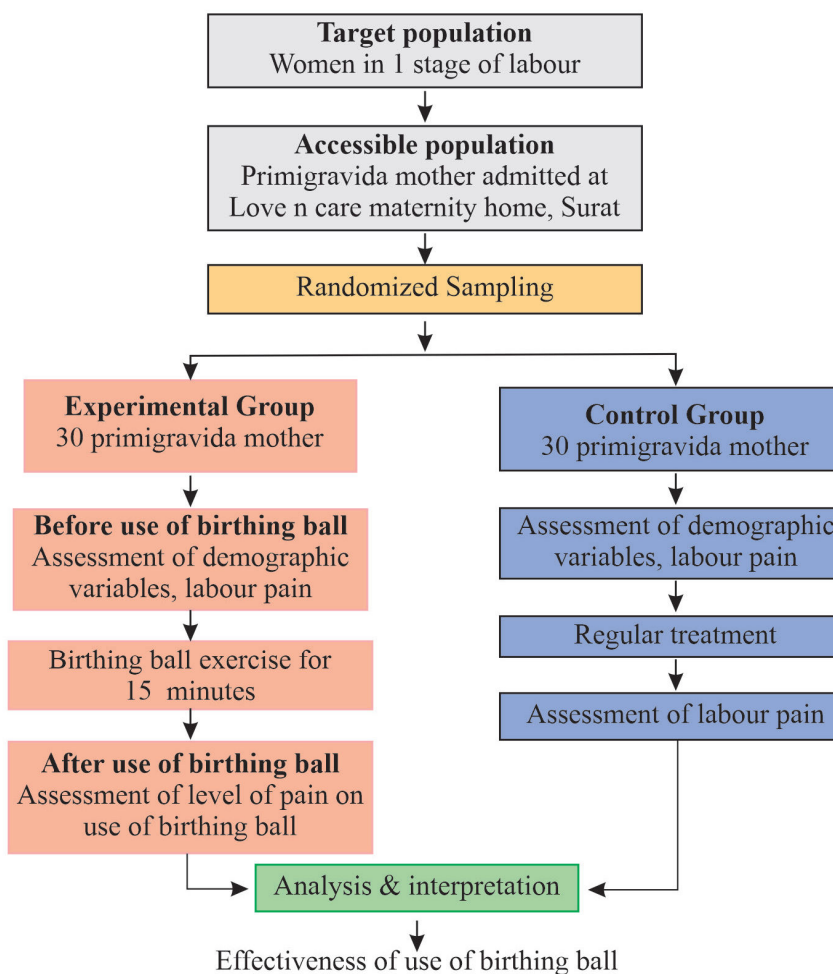 Target population
Women in 1 stage of labour
Accessible population
Primigravida mother admitted at
Love n care maternity home, Surat
Randomized Sampling
Experimental Group
30 primigravida mother
Before use of birthing ball
Assessment of demographic
variables, labour pain
Birthing ball exercise for
15 minutes
After use of birthing ball
Assessment of level of pain on
use of birthing ball
Control Group
30 primigravida mother
Assessment of demographic
variables, labour pain
Regular treatment
Assessment of labour pain
Analysis & interpretation
Effectiveness of use of birthing ball